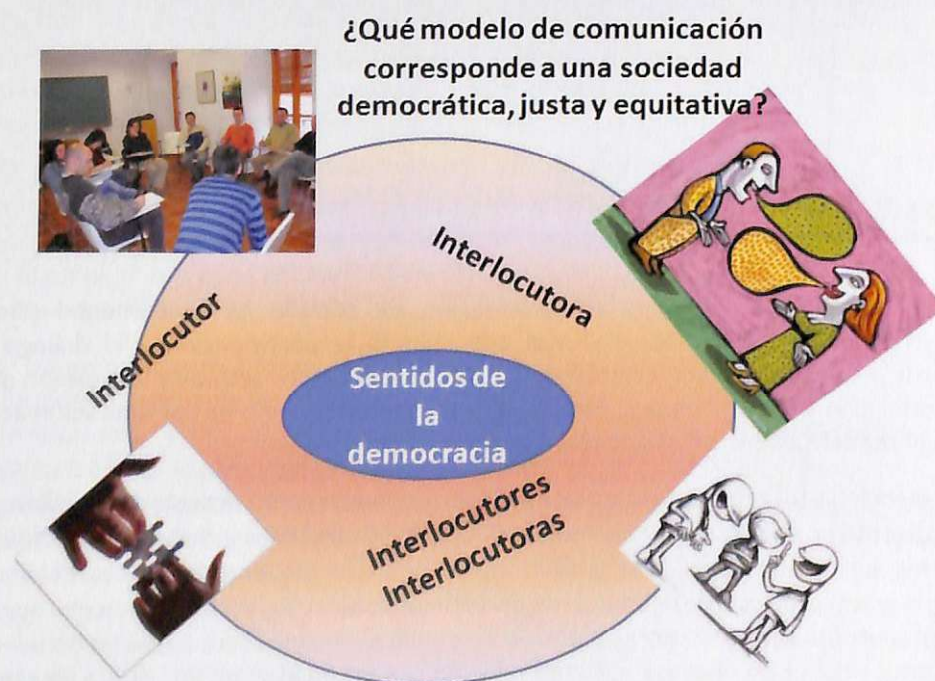 ¿Qué modelo de comunicación
corresponde a una sociedad
democrática, justa y equitativa?
Interlocutor
Interlocutora
Sentidos de
la
democracia
Interlocutores
Interlocutoras